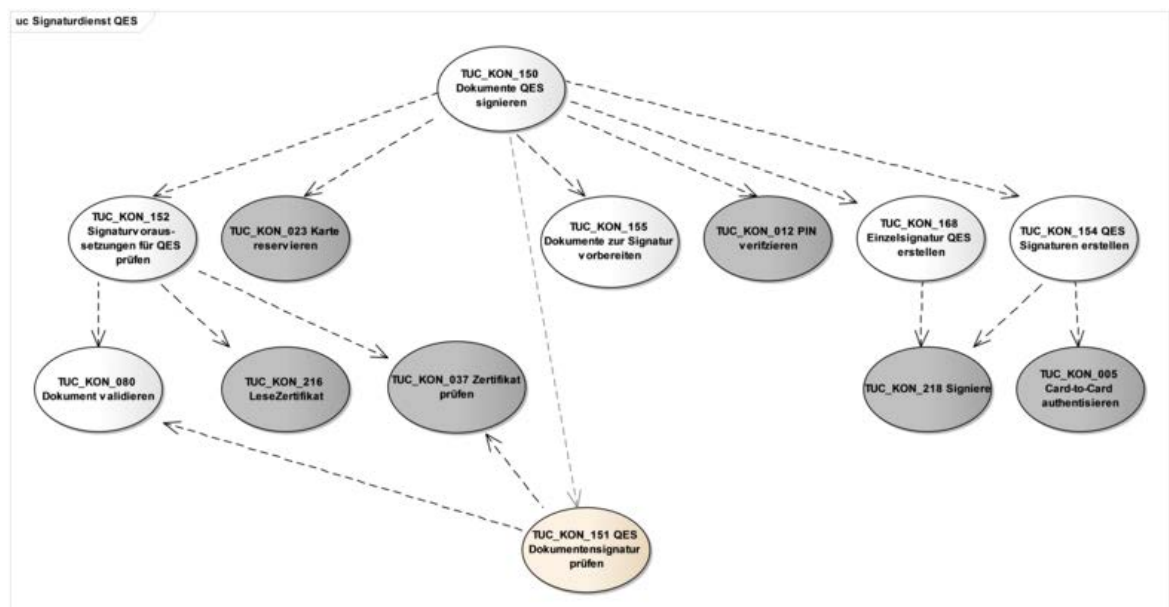 uc Signaturdienst QES
TUC_KON_150
Dokumente QES
signieren
TUC_KON_152
Signaturvoraus-
setzungen für QES
prüfen
TUC_KON_023 Karte
reservieren
TUC_KON_155
Dokumente zur Signatur
vorbereiten
TUC_KON_012 PIN
verifzieren
TUC_KON_168
Einzelsignatur QES
erstellen
TUC_KON_154 QES
Signaturen erstellen
TUC_KON_080
Dokument validieren
TUC_KON_216
LeseZertifikat
TUC_KON_037 Zertifikat
prüfen
TUC_KON_218 Signiere
TUC_KON_005
Card-to-Card
authentisieren
TUC_KON_151 QES
Dokumentensignatur
prüfen